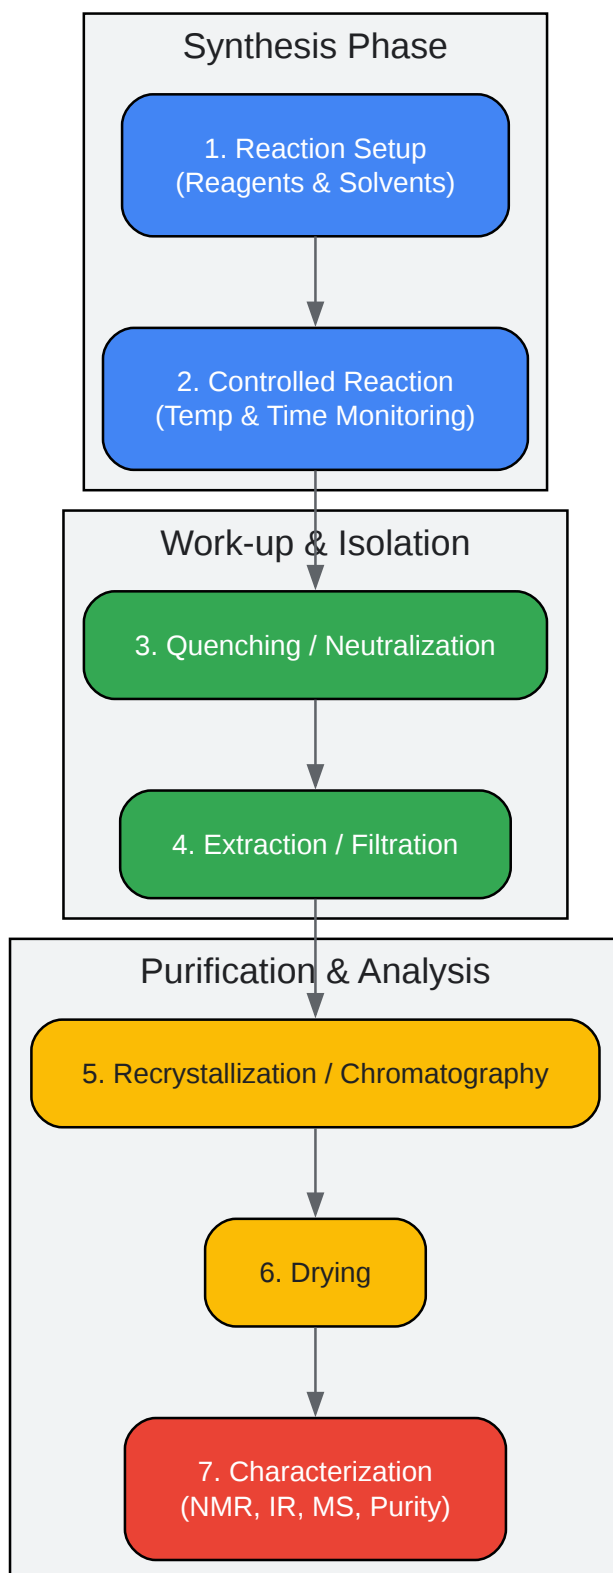 Synthesis Phase
1. Reaction Setup
(Reagents & Solvents)
2. Controlled Reaction
(Temp & Time Monitoring)
Work-up & Isolation
3. Quenching / Neutralization
4. Extraction / Filtration
Purification & Analysis
5. Recrystallization / Chromatography
6. Drying
7. Characterization
(NMR, IR, MS, Purity)